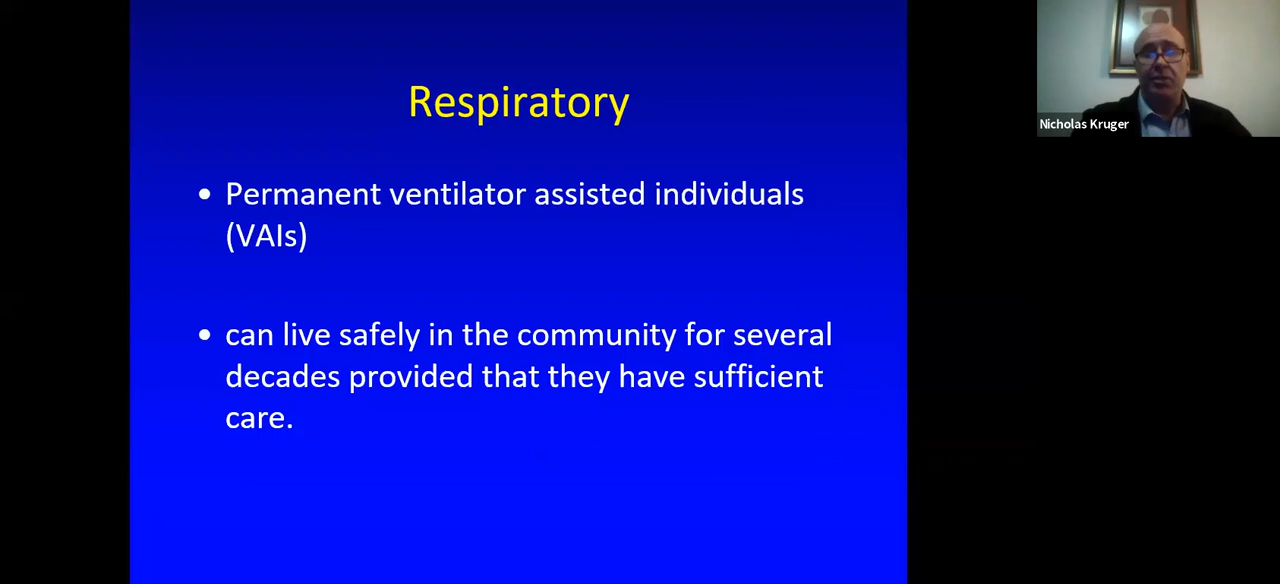 Respiratory
• Permanent ventilator assisted individuals
(VAIs)
• can live safely in the community for several
decades provided that they have sufficient
care.
Nicholas Kruger